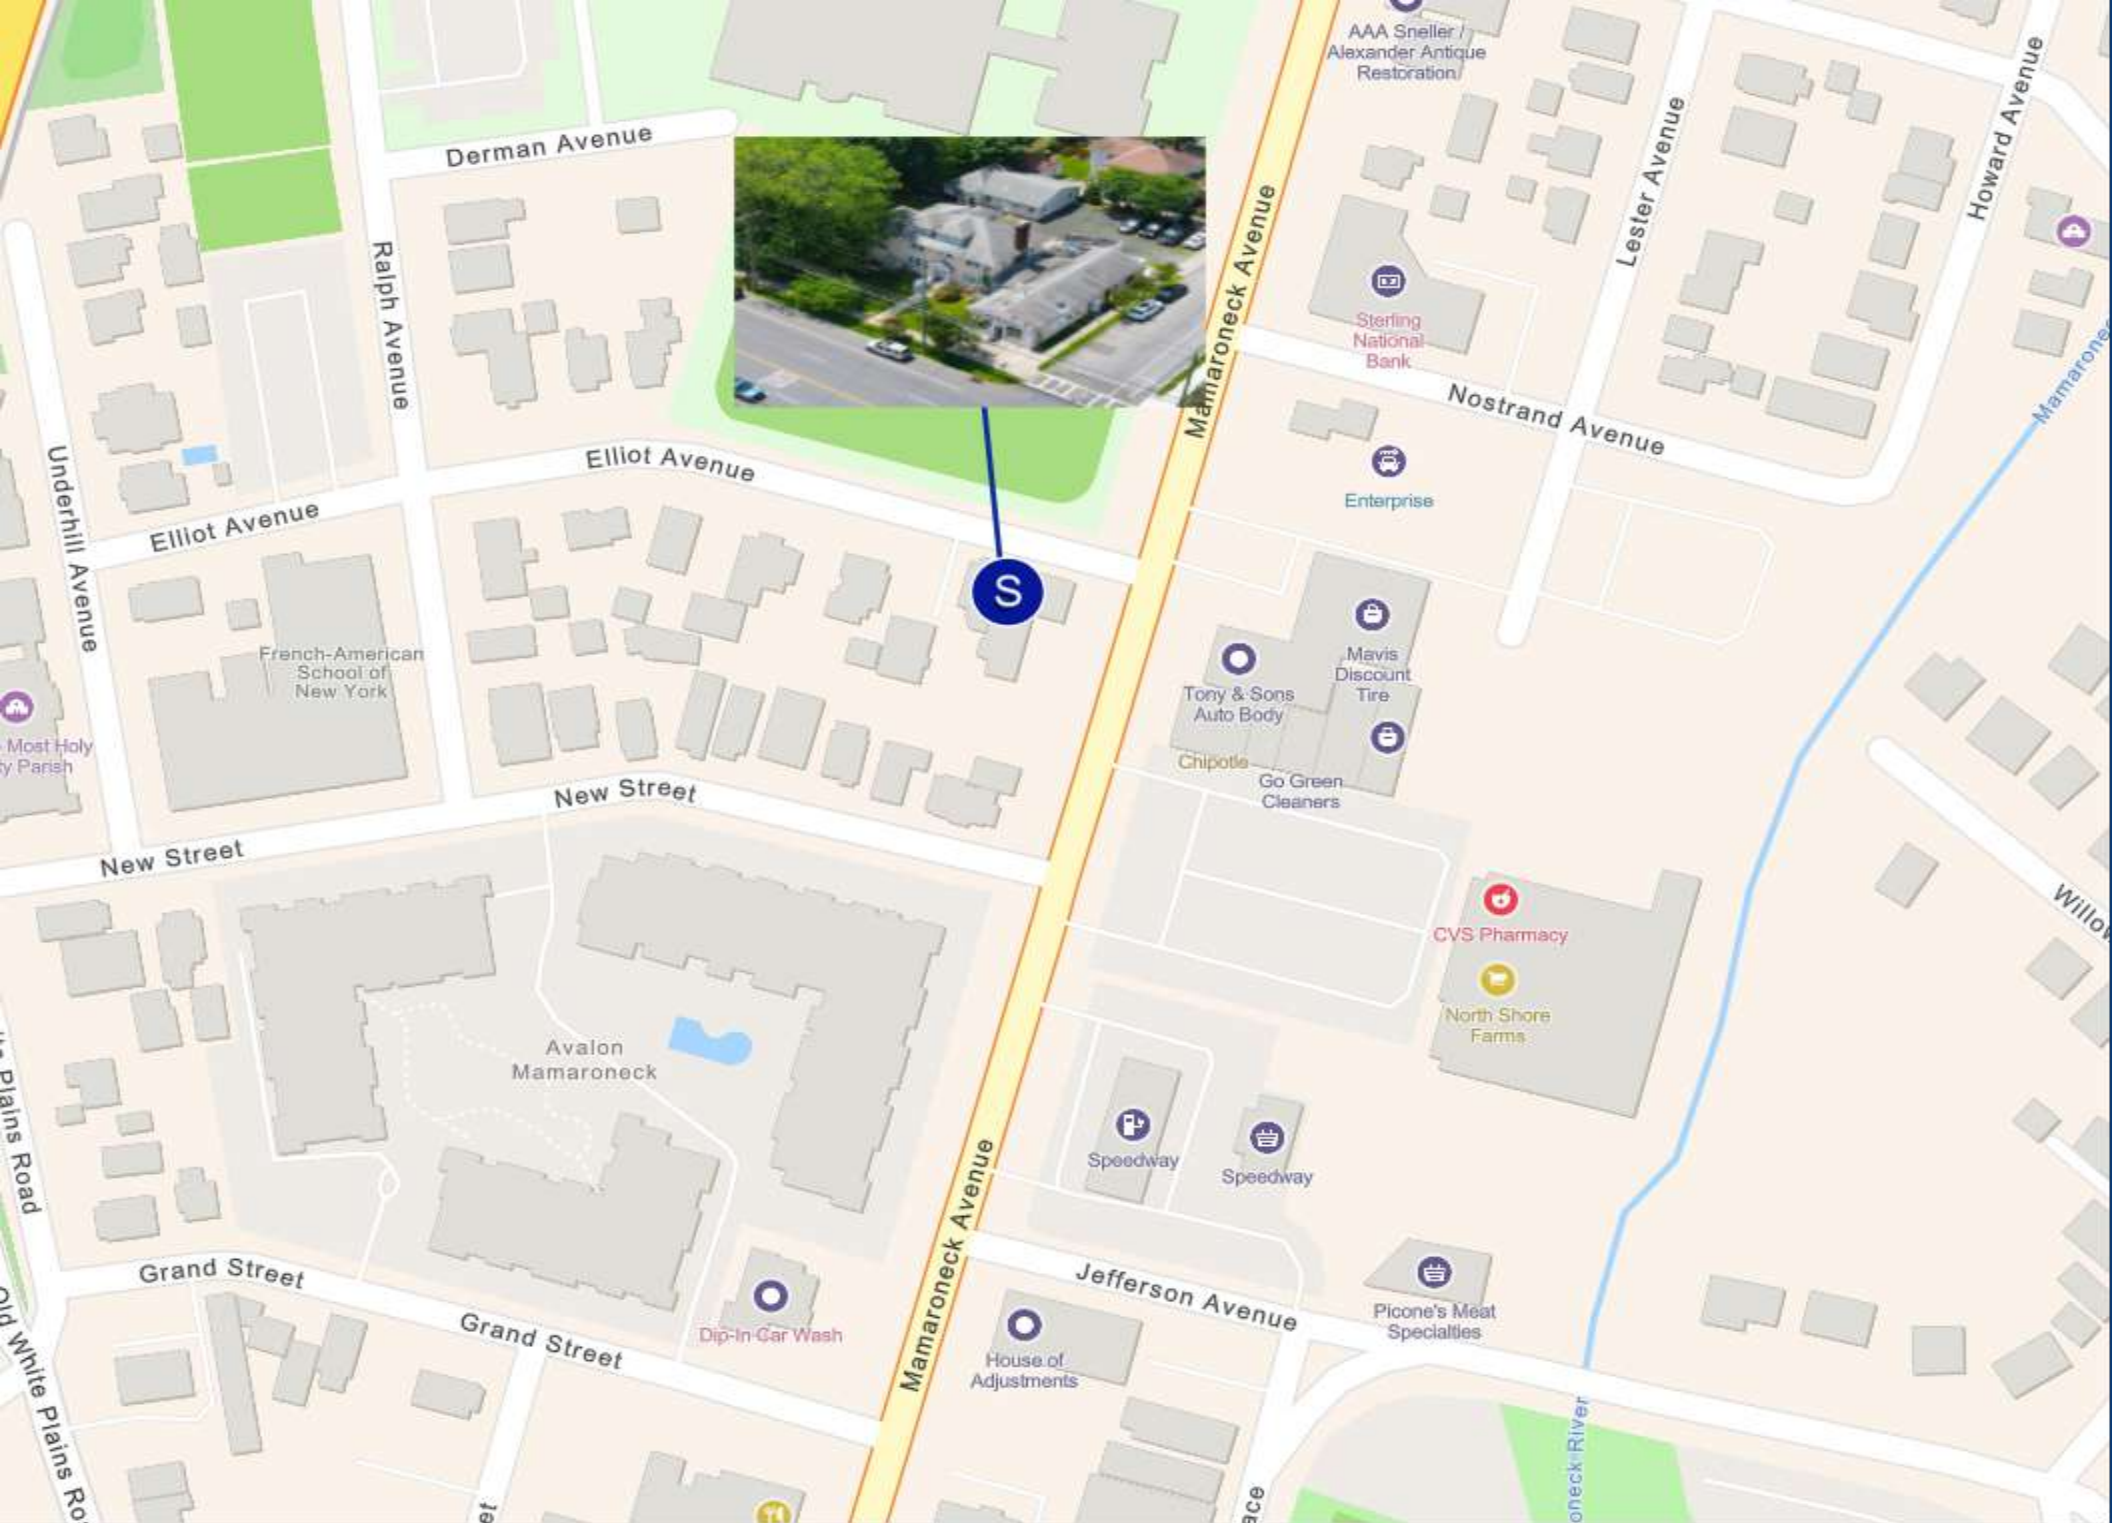 AAA Sneller /
Alexander Antique
Restoration
Howard Avenue
Derman Avenue
Lester Avenue
Mamaroneck Avenue
Ralph Avenue
Sterling
National
Bank
Nostrand Avenue
Elliot Avenue
Enterprise
Underhill Avenue
Elliot Avenue
S
French-American
School of
New York
Mavis
Discount
Tire
Tony & Sons
Auto Body
Most Holy
Parish
Chipotle
Go Green
Cleaners
New Street
New Street
CVS Pharmacy
North Shore
Farms
Avalon
Mamaroneck
Plains Road
Speedway
Speedway
Mamaroneck Avenue
Grand Street
Jefferson Avenue
Picone's Meat
Specialties
Grand Street
Dip-In Car Wash
House of
Adjustments
Old White Plains
River